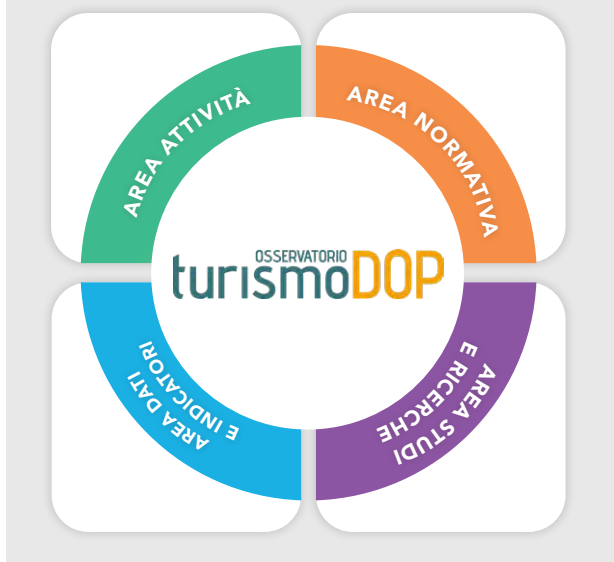 AREA ATTIVITÀ
AREA NORMATIVA
OSSERVATORIO
turismoDOP
AREA DATI
E INDICATORI
AREA STUDI
E RICERCHE